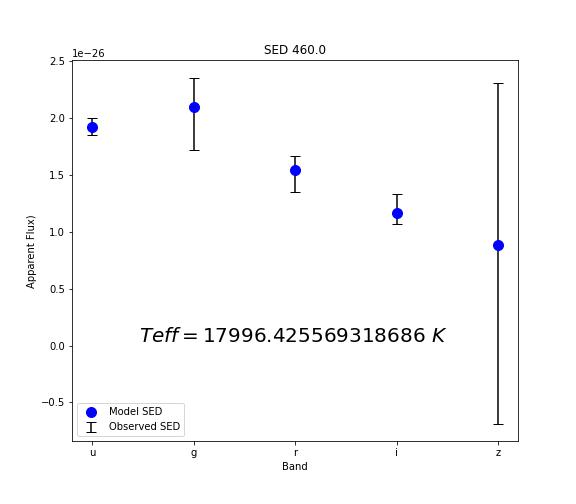 SED 460.0
1e−26
2.5
2.0
1.5
1.0
0.5
0.0
−0.5
Apparent Flux)
Teff = 17996.425569318686 K
Model SED
Observed SED
u g r i z
Band